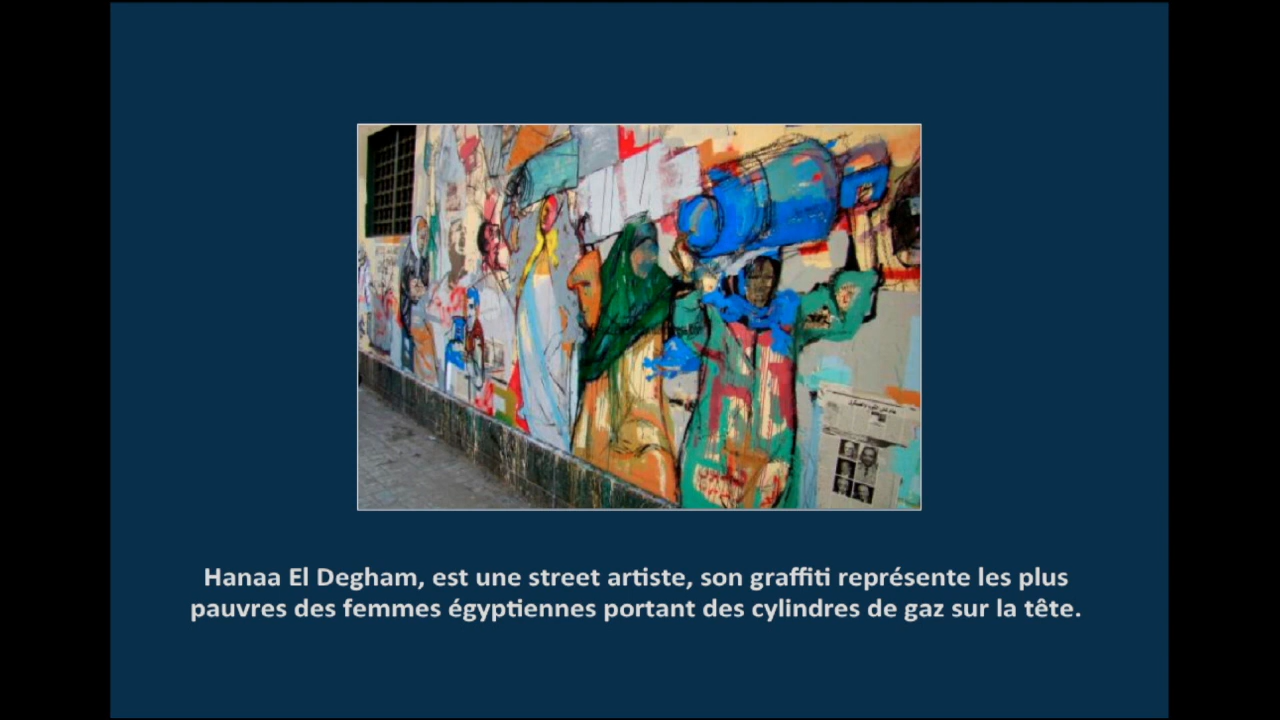 Hanaa El Degham, est une street artiste, son graffiti représente les plus
pauvres des femmes égyptiennes portant des cylindres de gaz sur la tête.